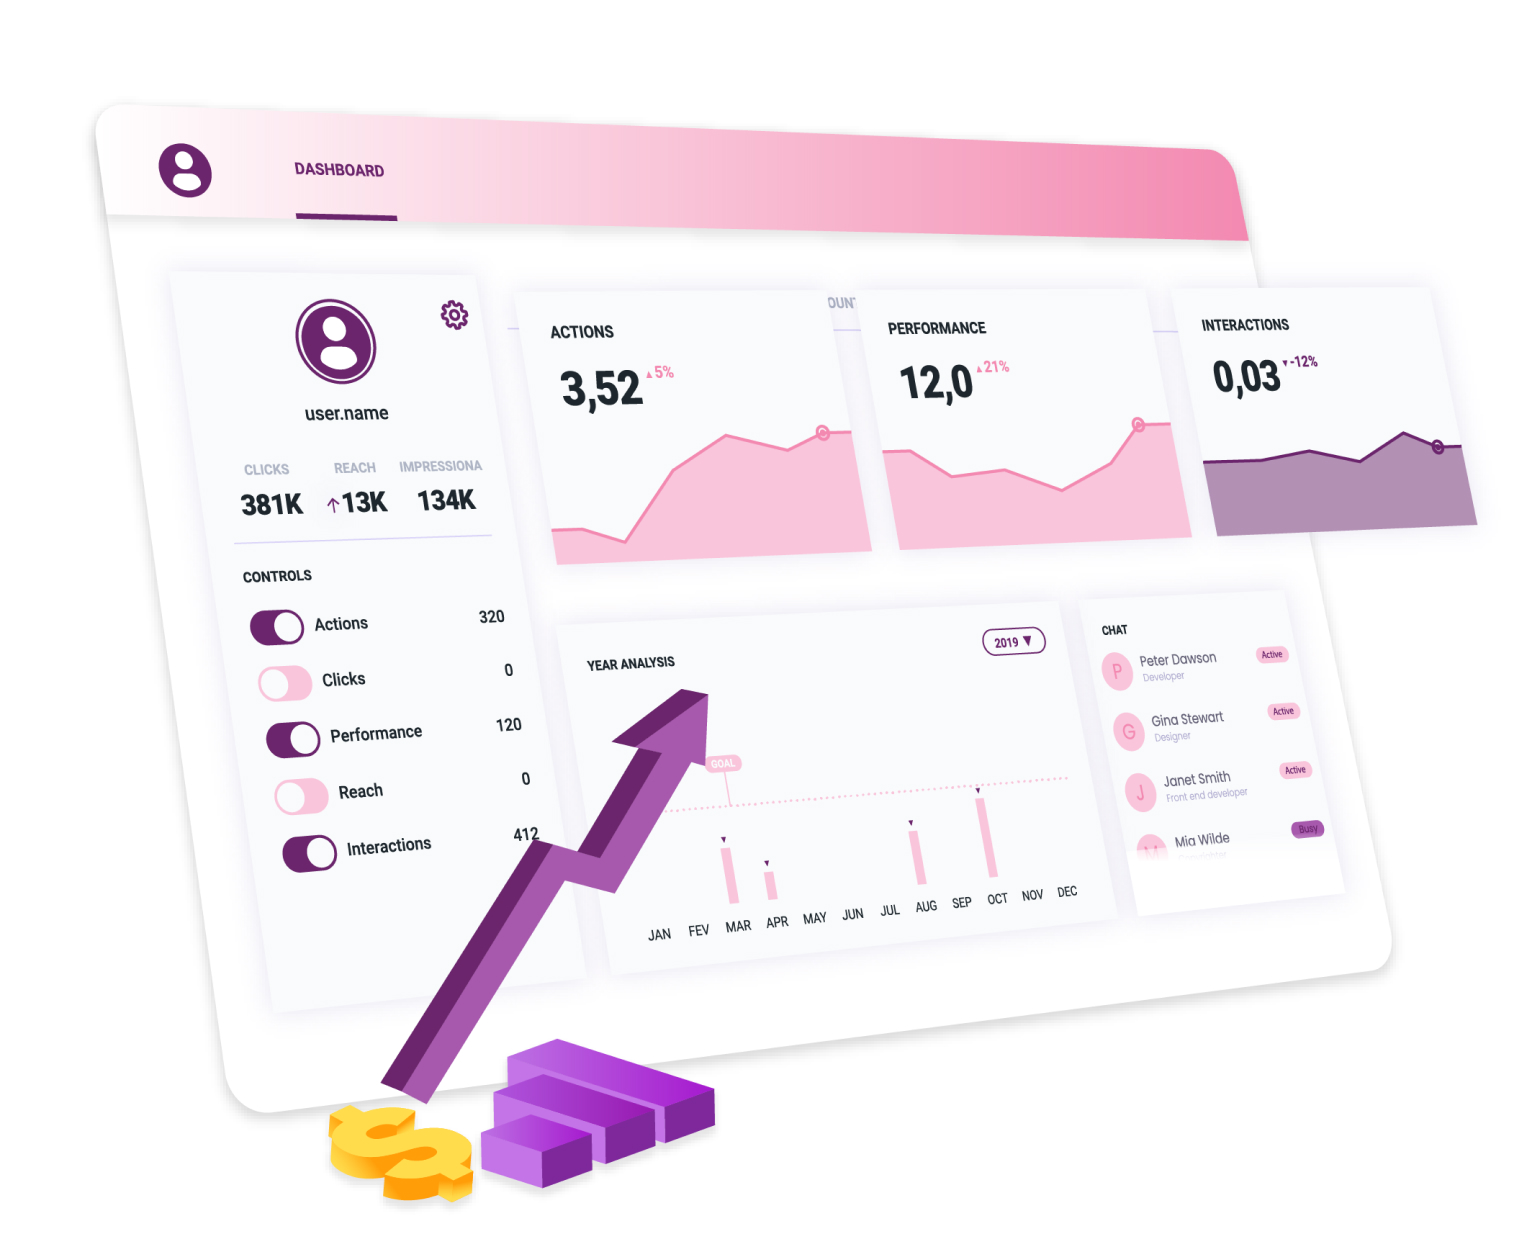 DASHBOARD
user.name
CLICKS REACH IMPRESSIONA
381K 13K 134K
CONTROLS
Actions 320
Clicks 0
Performance 120
Reach 0
Interactions 412
OUNT
ACTIONS
3,52 ▲5%
PERFORMANCE
12,0 ▲21%
INTERACTIONS
0,03 ▼-12%
YEAR ANALYSIS
2019 ▼
GOAL
JAN FEV MAR APR MAY JUN JUL AUG SEP OCT NOV DEC
CHAT
P Peter Dawson Active
Developer
G Gina Stewart Active
Designer
J Janet Smith Active
Front end developer
Mia Wilde Busy